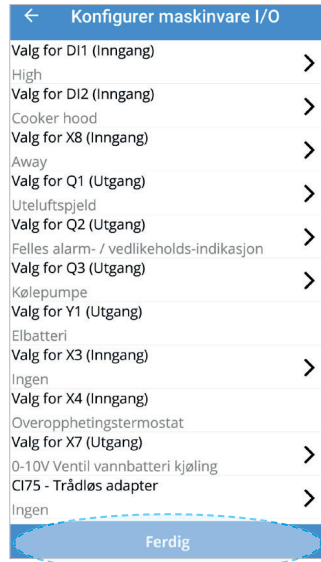 Konfigurer maskinvare I/O
Valg for DI1 (Inngang)
High
Valg for DI2 (Inngang)
Cooker hood
Valg for X8 (Inngang)
Away
Valg for Q1 (Utgang)
Uteluftspjeld
Valg for Q2 (Utgang)
Felles alarm- / vedlikeholds-indikasjon
Valg for Q3 (Utgang)
Kølepumpe
Valg for Y1 (Utgang)
Elbatteri
Valg for X3 (Inngang)
Ingen
Valg for X4 (Inngang)
Overopphetingstermostat
Valg for X7 (Utgang)
0-10V Ventil vannbatteri kjøling
CI75 - Trådløs adapter
Ingen
Ferdig